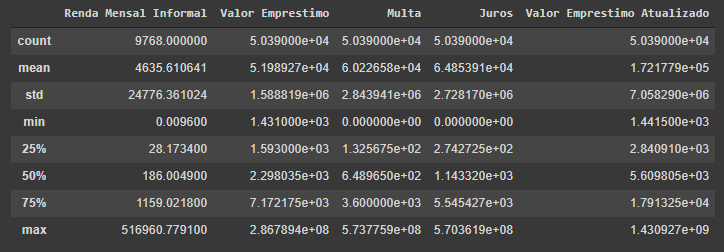 Renda Mensal Informal Valor Emprestimo Multa Juros Valor Emprestimo Atualizado
count 9768.000000 5.039000e+04 5.039000e+04 5.039000e+04 5.039000e+04
mean 4635.610641 5.198927e+04 6.022658e+04 6.485391e+04 1.721779e+05
std 24776.361024 1.588819e+06 2.843941e+06 2.728170e+06 7.058290e+06
min 0.009600 1.431000e+03 0.000000e+00 0.000000e+00 1.441500e+03
25% 28.173400 1.593000e+03 1.325675e+02 2.742725e+02 2.840910e+03
50% 186.004900 2.298035e+03 6.489650e+02 1.143320e+03 5.609805e+03
75% 1159.021800 7.172175e+03 3.600000e+03 5.545427e+03 1.791325e+04
max 516960.779100 2.867894e+08 5.737759e+08 5.703619e+08 1.430927e+09